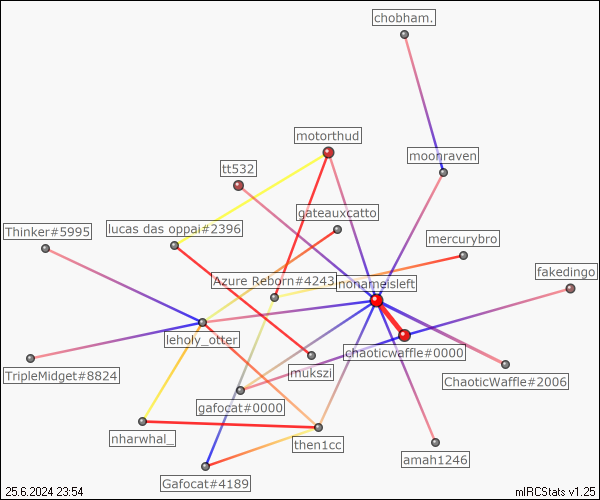 chobham.
motorthud
moonraven
tt532
gateauxcatto
Thinker#5995
lucas das oppai#2396
mercurybro
Azure Reborn#4243
nonameisleft
fakedingo
leholy_otter
chaoticwaffle#0000
TripleMidget#8824
mukszi
ChaoticWaffle#2006
gafocat#0000
nharwhal_
then1cc
amah1246
Gafocat#4189
25.6.2024 23:54
mIRCStats v1.25